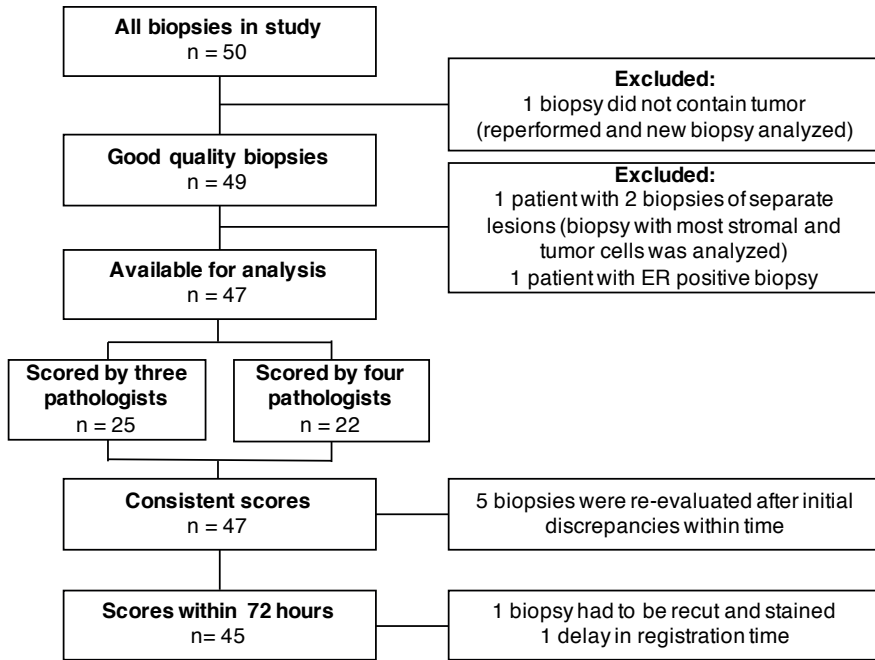 All biopsies in study
n = 50
Excluded:
1 biopsy did not contain tumor
(reperformed and new biopsy analyzed)
Good quality biopsies
n = 49
Excluded:
1 patient with 2 biopsies of separate
lesions (biopsy with most stromal and
tumor cells was analyzed)
1 patient with ER positive biopsy
Available for analysis
n = 47
Scored by three
pathologists
n = 25
Scored by four
pathologists
n = 22
Consistent scores
n = 47
5 biopsies were re-evaluated after initial
discrepancies within time
Scores within 72 hours
n= 45
1 biopsy had to be recut and stained
1 delay in registration time